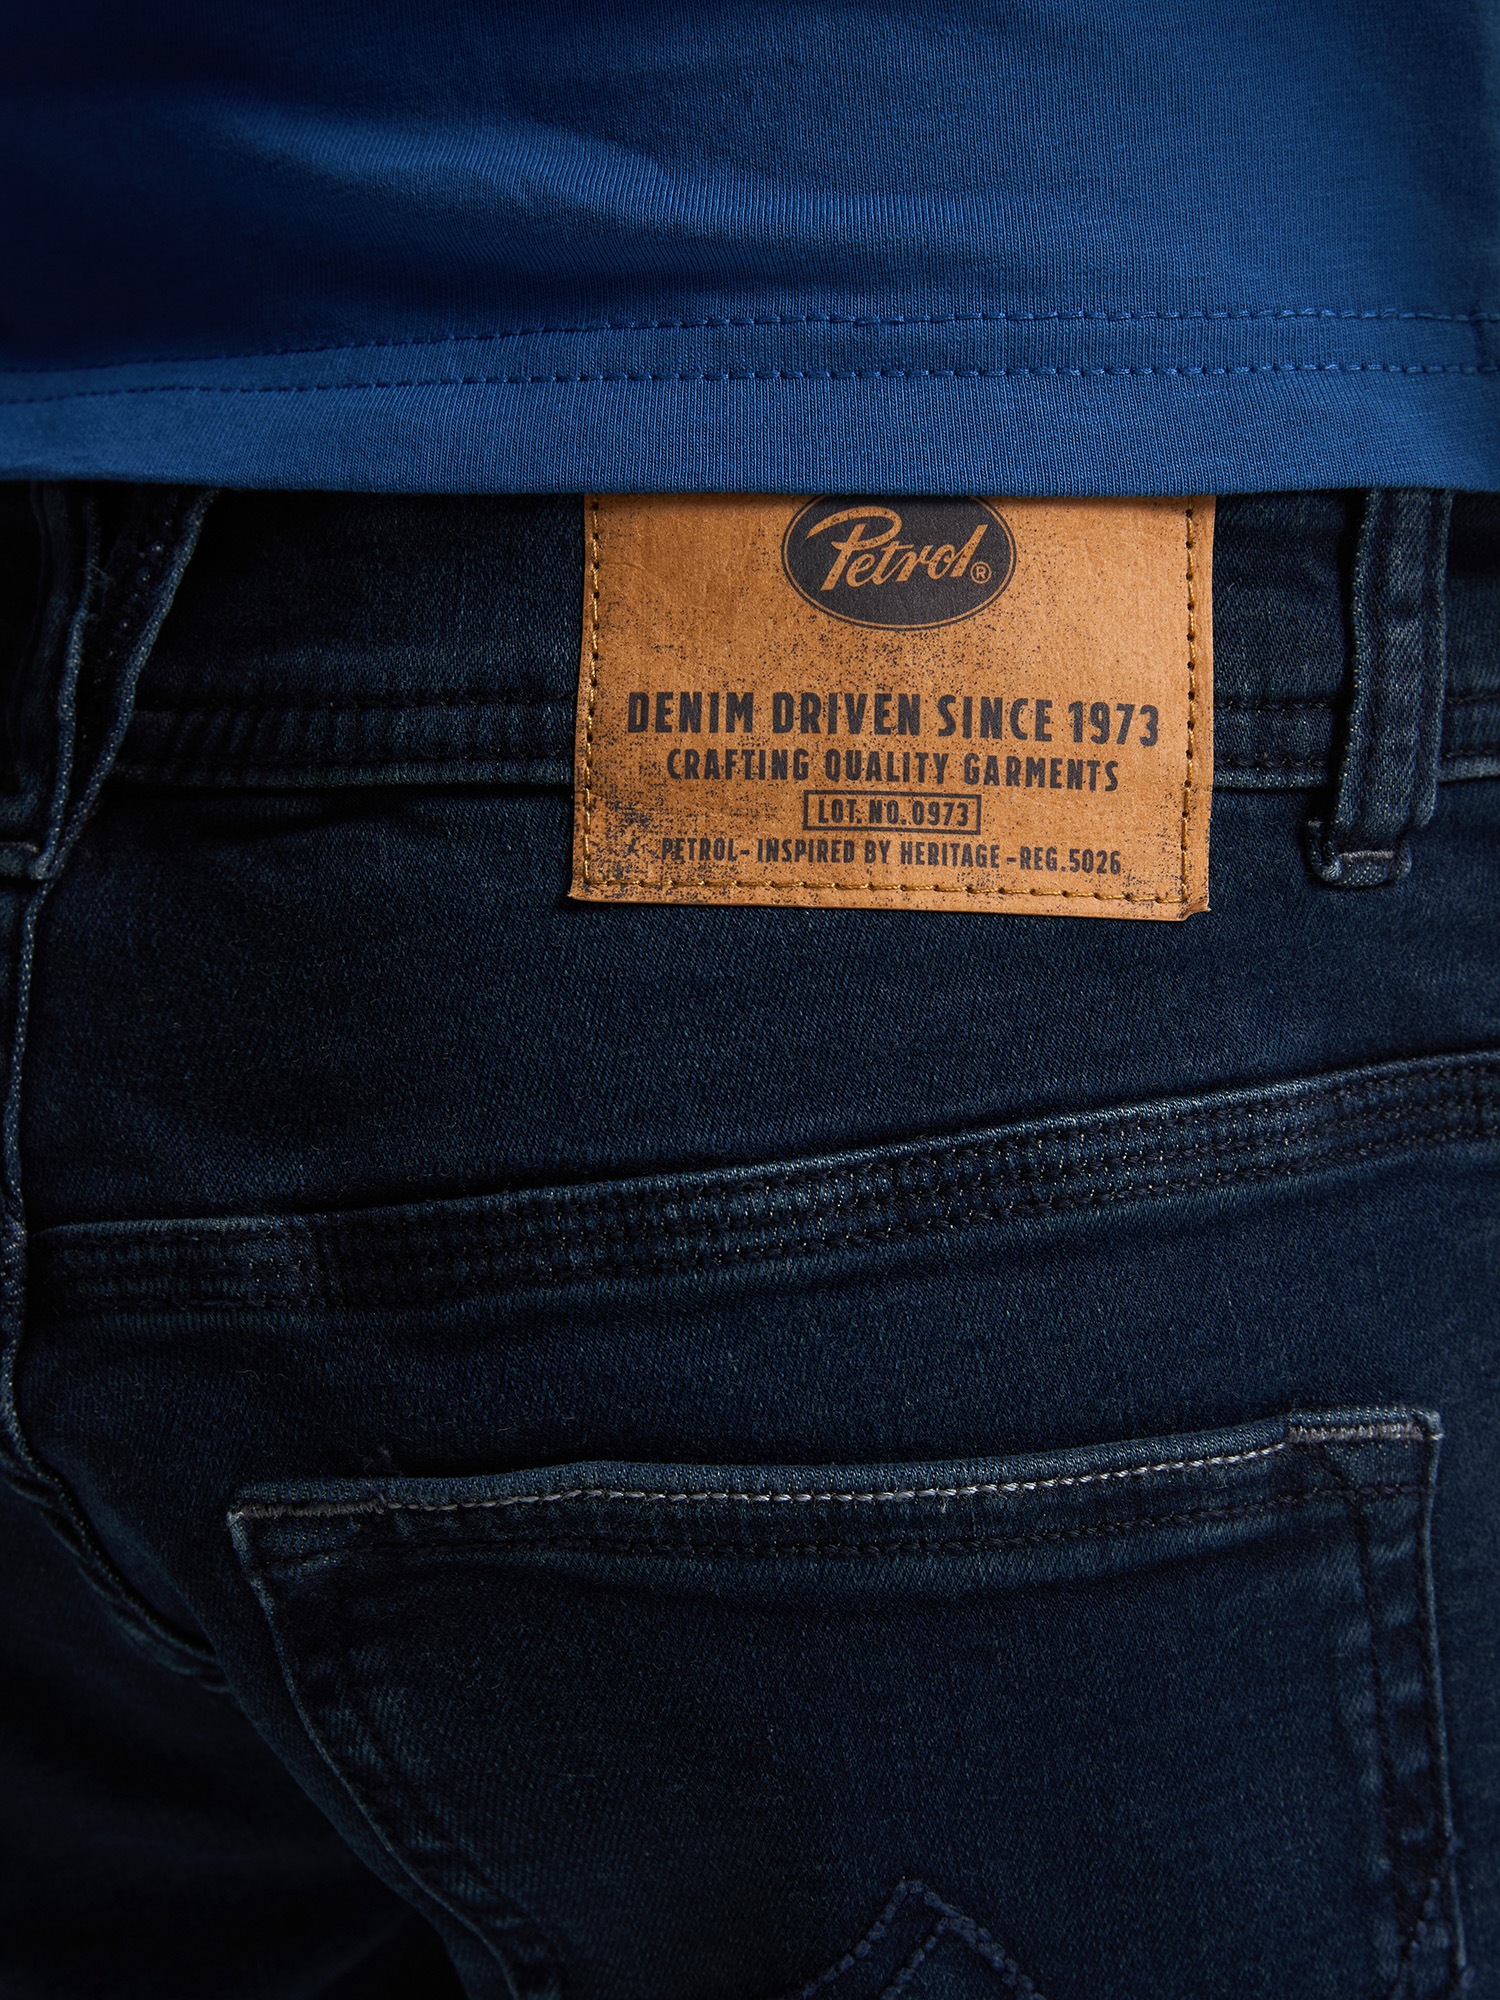 Petrol®
DENIM DRIVEN SINCE 1973
CRAFTING QUALITY GARMENTS
LOT. NO. 0973
PETROL- INSPIRED BY HERITAGE -REG.5026